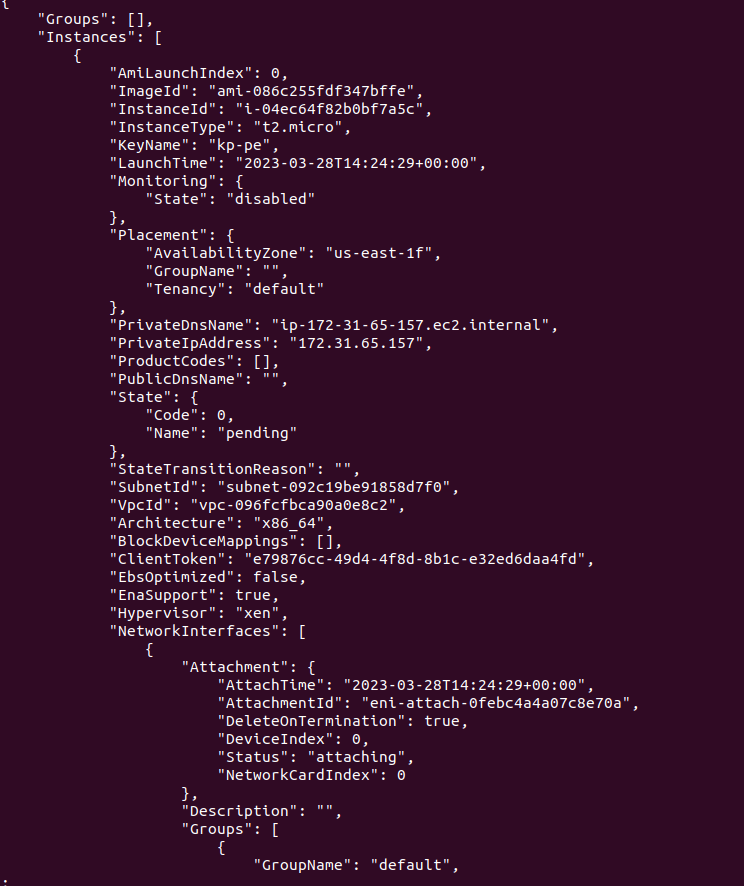 {
    "Groups": [],
    "Instances": [
        {
            "AmiLaunchIndex": 0,
            "ImageId": "ami-086c255fdf347bffe",
            "InstanceId": "i-04ec64f82b0bf7a5c",
            "InstanceType": "t2.micro",
            "KeyName": "kp-pe",
            "LaunchTime": "2023-03-28T14:24:29+00:00",
            "Monitoring": {
                "State": "disabled"
            },
            "Placement": {
                "AvailabilityZone": "us-east-1f",
                "GroupName": "",
                "Tenancy": "default"
            },
            "PrivateDnsName": "ip-172-31-65-157.ec2.internal",
            "PrivateIpAddress": "172.31.65.157",
            "ProductCodes": [],
            "PublicDnsName": "",
            "State": {
                "Code": 0,
                "Name": "pending"
            },
            "StateTransitionReason": "",
            "SubnetId": "subnet-092c19be91858d7f0",
            "VpcId": "vpc-096fcfbca90a0e8c2",
            "Architecture": "x86_64",
            "BlockDeviceMappings": [],
            "ClientToken": "e79876cc-49d4-4f8d-8b1c-e32ed6daa4fd",
            "EbsOptimized": false,
            "EnaSupport": true,
            "Hypervisor": "xen",
            "NetworkInterfaces": [
                {
                    "Attachment": {
                        "AttachTime": "2023-03-28T14:24:29+00:00",
                        "AttachmentId": "eni-attach-0febc4a4a07c8e70a",
                        "DeleteOnTermination": true,
                        "DeviceIndex": 0,
                        "Status": "attaching",
                        "NetworkCardIndex": 0
                    },
                    "Description": "",
                    "Groups": [
                        {
                            "GroupName": "default",
: